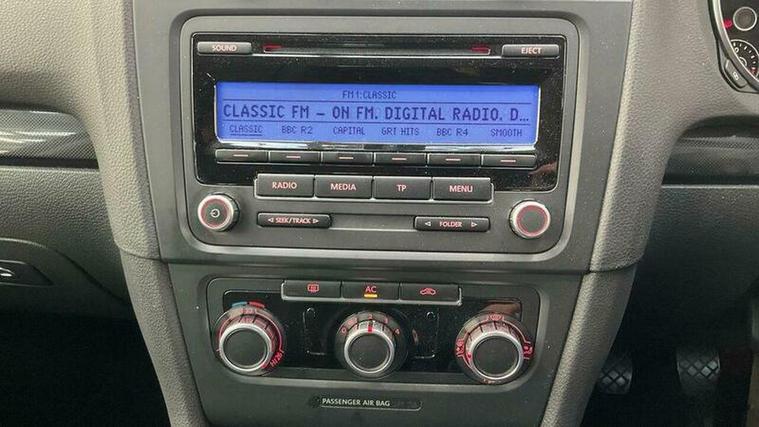 SOUND
EJECT
FM1:CLASSIC
CLASSIC FM – ON FM. DIGITAL RADIO. D...
CLASSIC BBC R2 CAPITAL GRT HITS BBC R4 SMOOTH
RADIO MEDIA TP MENU
SEEK/TRACK FOLDER
AC
PASSENGER AIR BAG